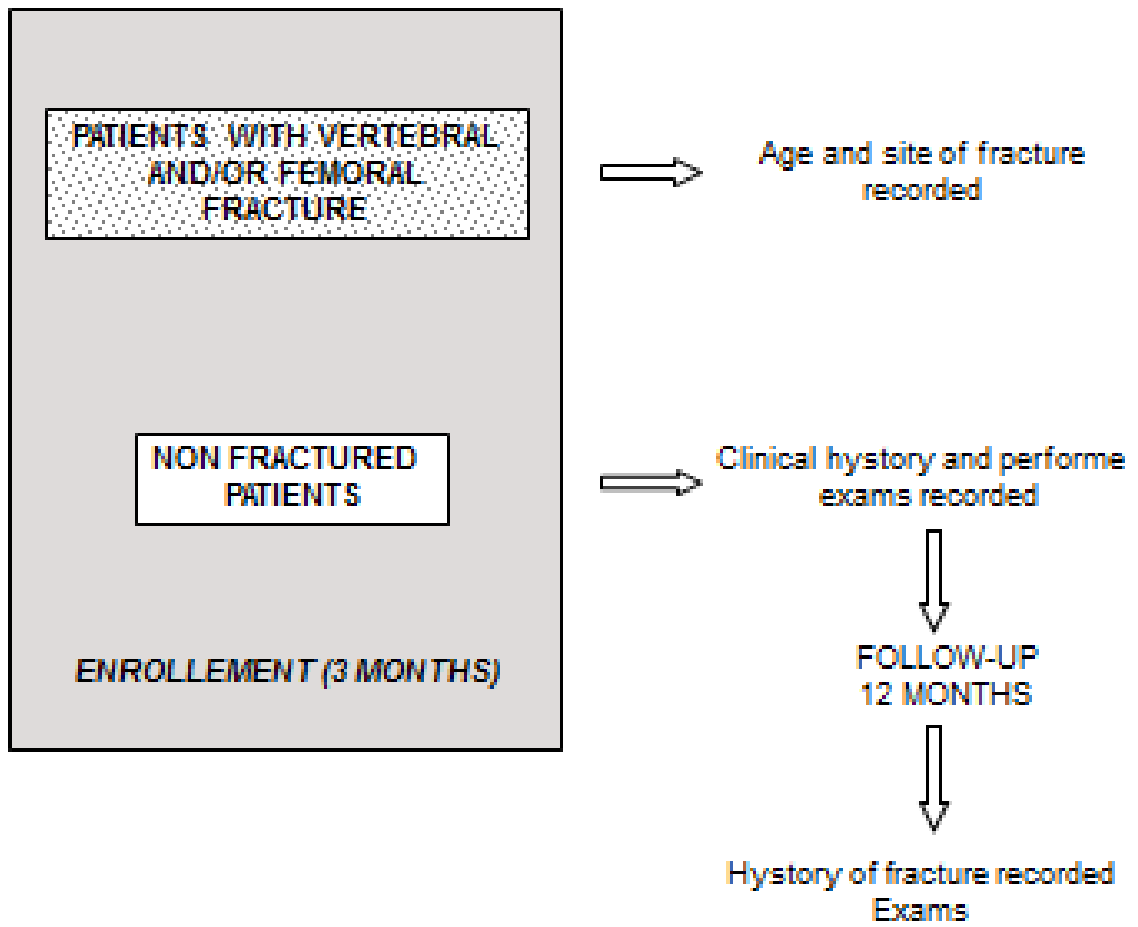 PATIENTS WITH VERTEBRAL
AND/OR FEMORAL
FRACTURE
Age and site of fracture
recorded
NON FRACTURED
PATIENTS
Clinical hystory and performe
exams recorded
ENROLLEMENT (3 MONTHS)
FOLLOW-UP
12 MONTHS
Hystory of fracture recorded
Exams